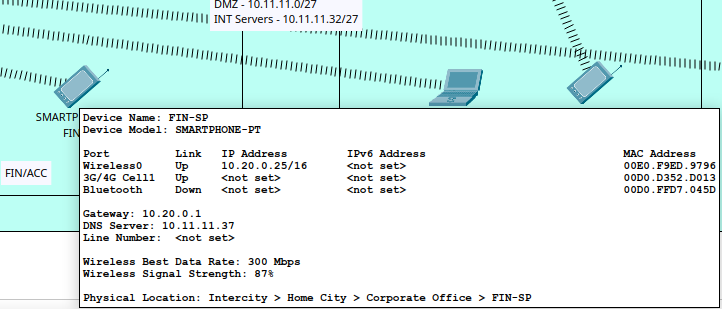 DMZ - 10.11.11.0/27
INT Servers - 10.11.11.32/27
SMARTP
FIN
FIN/ACC
Device Name: FIN-SP
Device Model: SMARTPHONE-PT
Port Link IP Address IPv6 Address MAC Address
Wireless0 Up 10.20.0.25/16 <not set> 00E0.F9ED.9796
3G/4G Cell1 Up <not set> <not set> 00D0.D352.D013
Bluetooth Down <not set> <not set> 00D0.FFD7.045D
Gateway: 10.20.0.1
DNS Server: 10.11.11.37
Line Number: <not set>
Wireless Best Data Rate: 300 Mbps
Wireless Signal Strength: 87%
Physical Location: Intercity > Home City > Corporate Office > FIN-SP